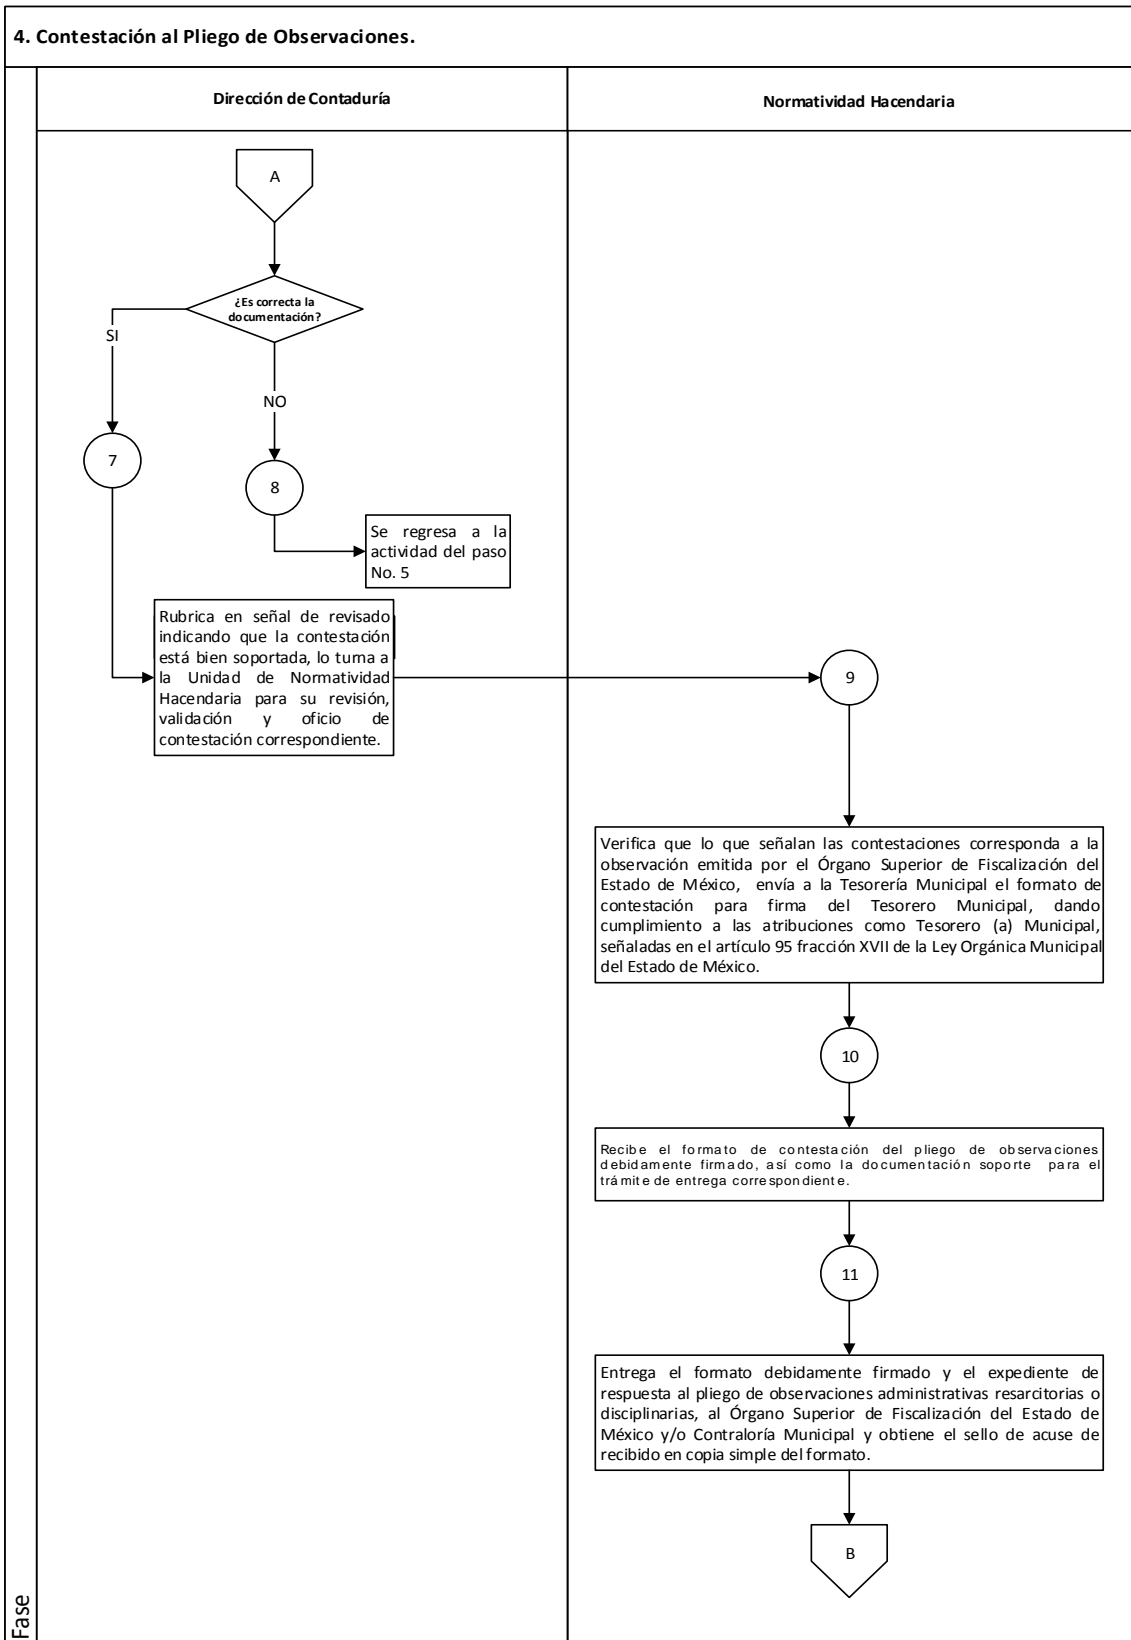 4. Contestación al Pliego de Observaciones.
Dirección de Contaduría
Normatividad Hacendaria
A
¿Es correcta la
documentación?
SI
NO
7
8
Se regresa a la
actividad del paso
No. 5
Rubrica en señal de revisado
indicando que la contestación
está bien soportada, lo turna a
la Unidad de Normatividad
Hacendaria para su revisión,
validación y oficio de
contestación correspondiente.
9
Verifica que lo que señalan las contestaciones corresponda a la
observación emitida por el Órgano Superior de Fiscalización del
Estado de México, envía a la Tesorería Municipal el formato de
contestación para firma del Tesorero Municipal, dando
cumplimiento a las atribuciones como Tesorero (a) Municipal,
señaladas en el artículo 95 fracción XVII de la Ley Orgánica Municipal
del Estado de México.
10
Recibe el formato de contestación del pliego de observaciones
debidamente firmado, así como la documentación soporte para el
trámite de entrega correspondiente.
11
Entrega el formato debidamente firmado y el expediente de
respuesta al pliego de observaciones administrativas resarcitorias o
disciplinarias, al Órgano Superior de Fiscalización del Estado de
México y/o Contraloría Municipal y obtiene el sello de acuse de
recibido en copia simple del formato.
B
Fase